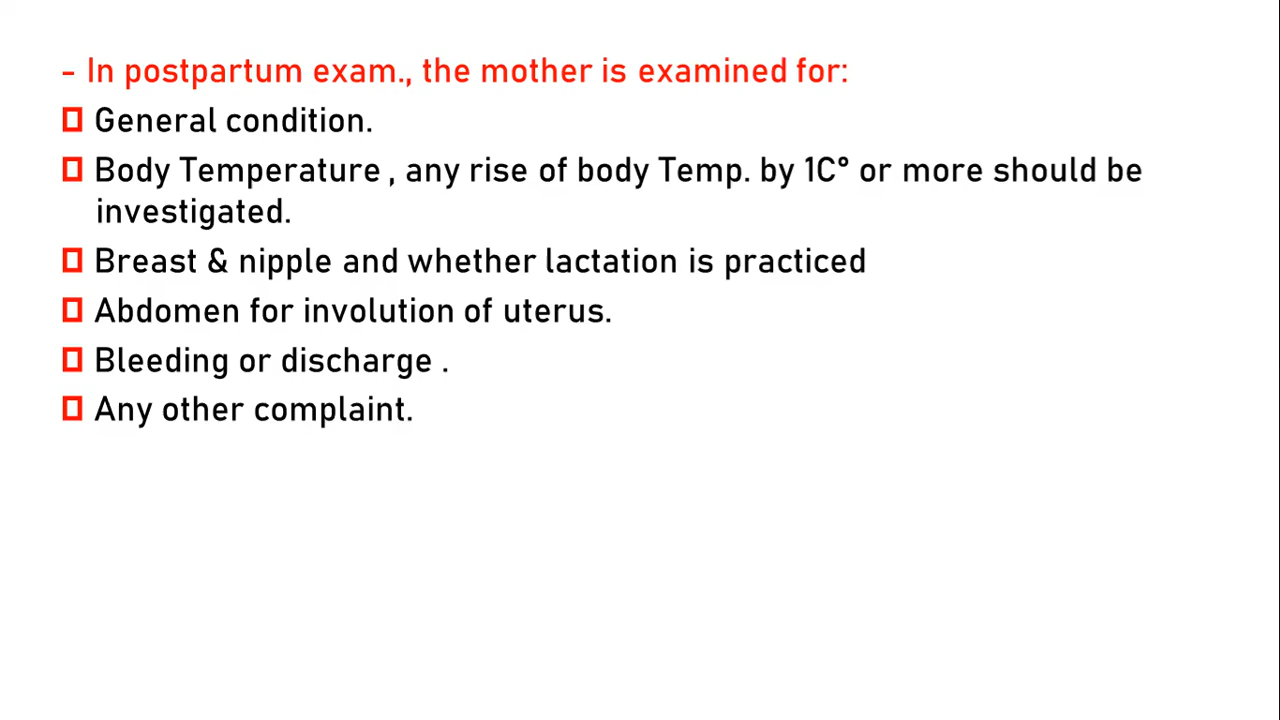 - In postpartum exam., the mother is examined for:
General condition.
Body Temperature , any rise of body Temp. by 1C° or more should be
investigated.
Breast & nipple and whether lactation is practiced
Abdomen for involution of uterus.
Bleeding or discharge .
Any other complaint.